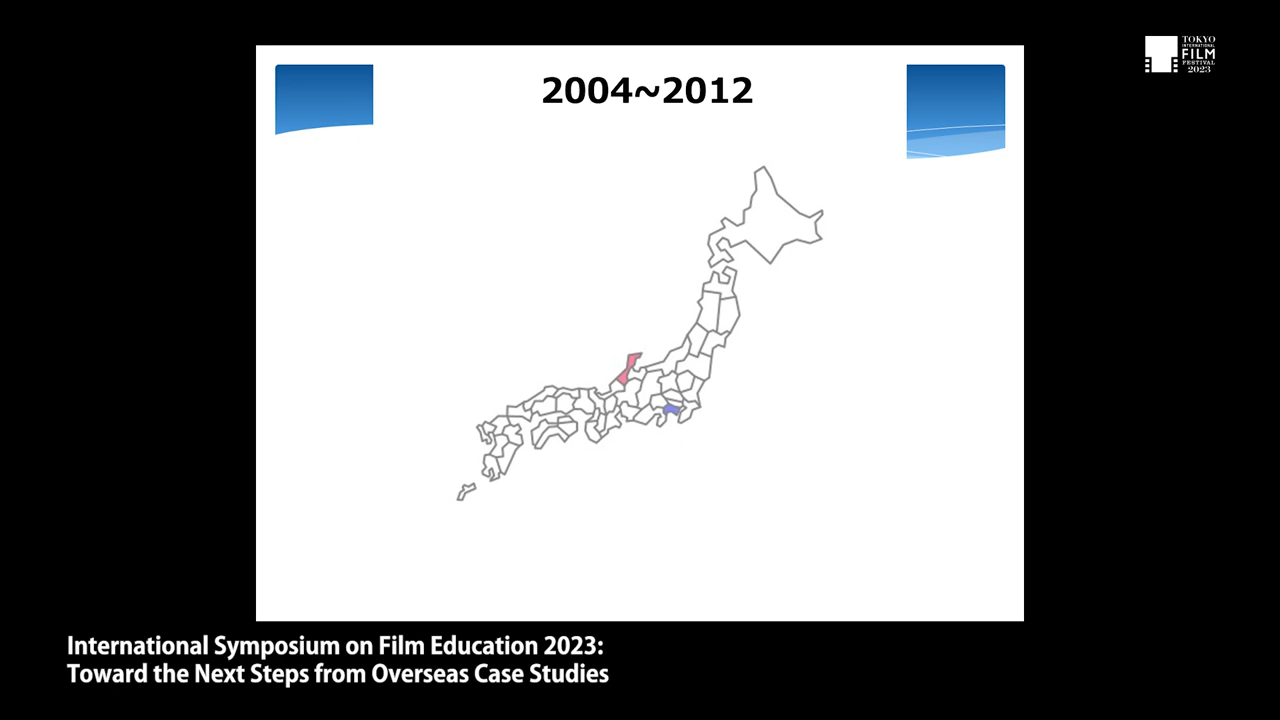 2004~2012
TOKYO
INTERNATIONAL
FILM
FESTIVAL
2023
International Symposium on Film Education 2023:
Toward the Next Steps from Overseas Case Studies